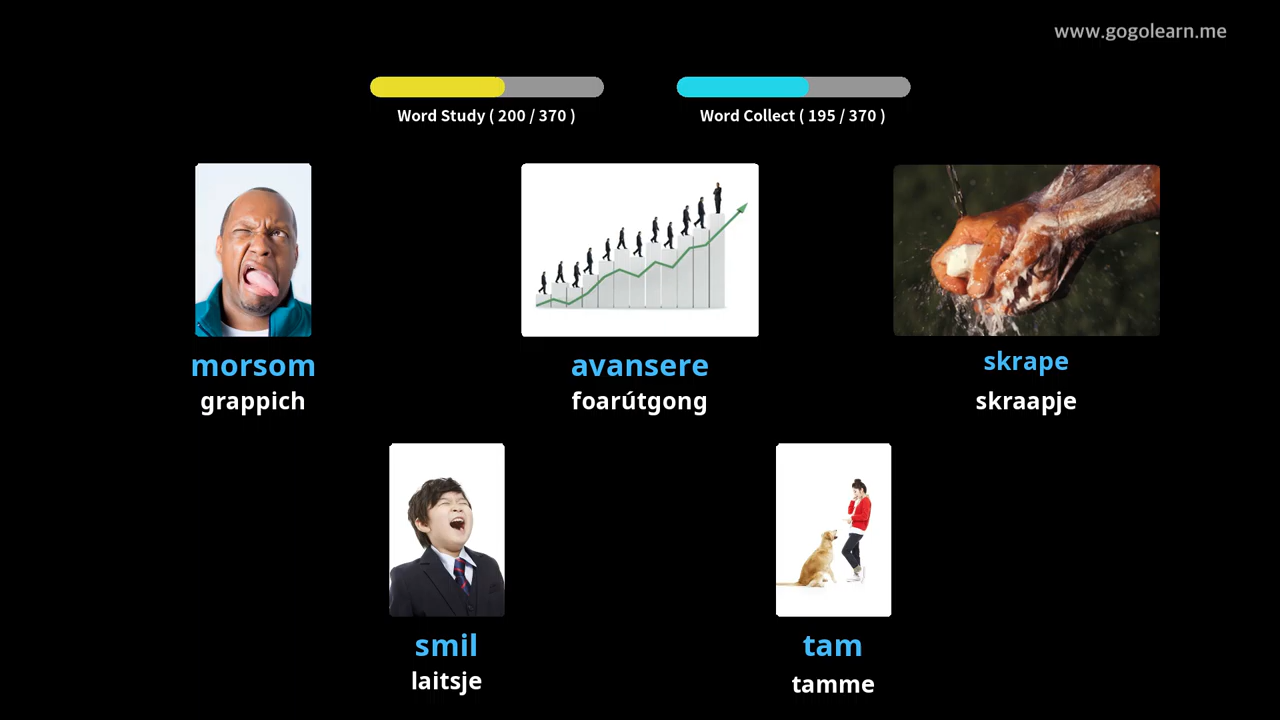 www.gogolearn.me
Word Study ( 200 / 370 )
Word Collect ( 195 / 370 )
morsom
grappich
avansere
foarútgong
skrape
skraapje
smil
laitsje
tam
tamme